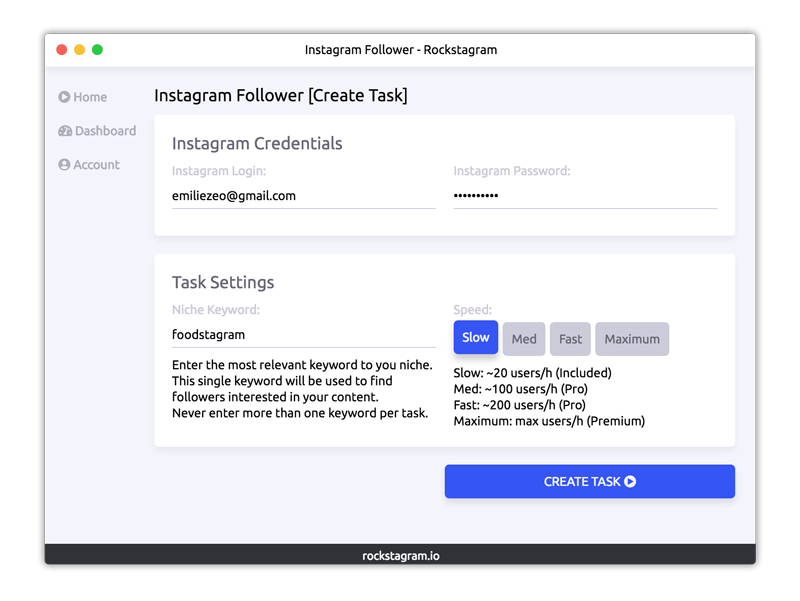 Instagram Follower - Rockstagram
Home
Dashboard
Account
Instagram Follower [Create Task]
Instagram Credentials
Instagram Login:
emiliezeo@gmail.com
Instagram Password:
••••••••••
Task Settings
Niche Keyword:
foodstagram
Enter the most relevant keyword to you niche.
This single keyword will be used to find
followers interested in your content.
Never enter more than one keyword per task.
Speed:
Slow Med Fast Maximum
Slow: ~20 users/h (Included)
Med: ~100 users/h (Pro)
Fast: ~200 users/h (Pro)
Maximum: max users/h (Premium)
CREATE TASK
rockstagram.io